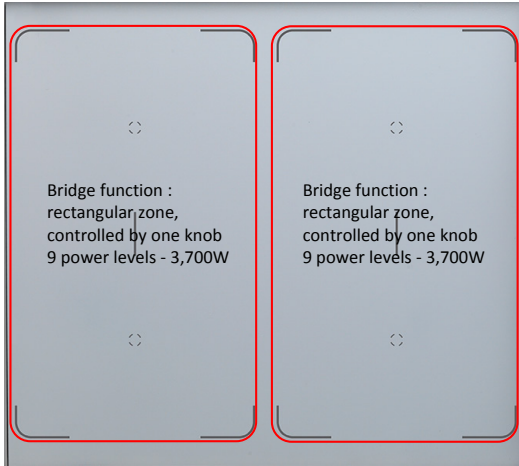 Bridge function :
rectangular zone,
controlled by one knob
9 power levels - 3,700W
Bridge function :
rectangular zone,
controlled by one knob
9 power levels - 3,700W